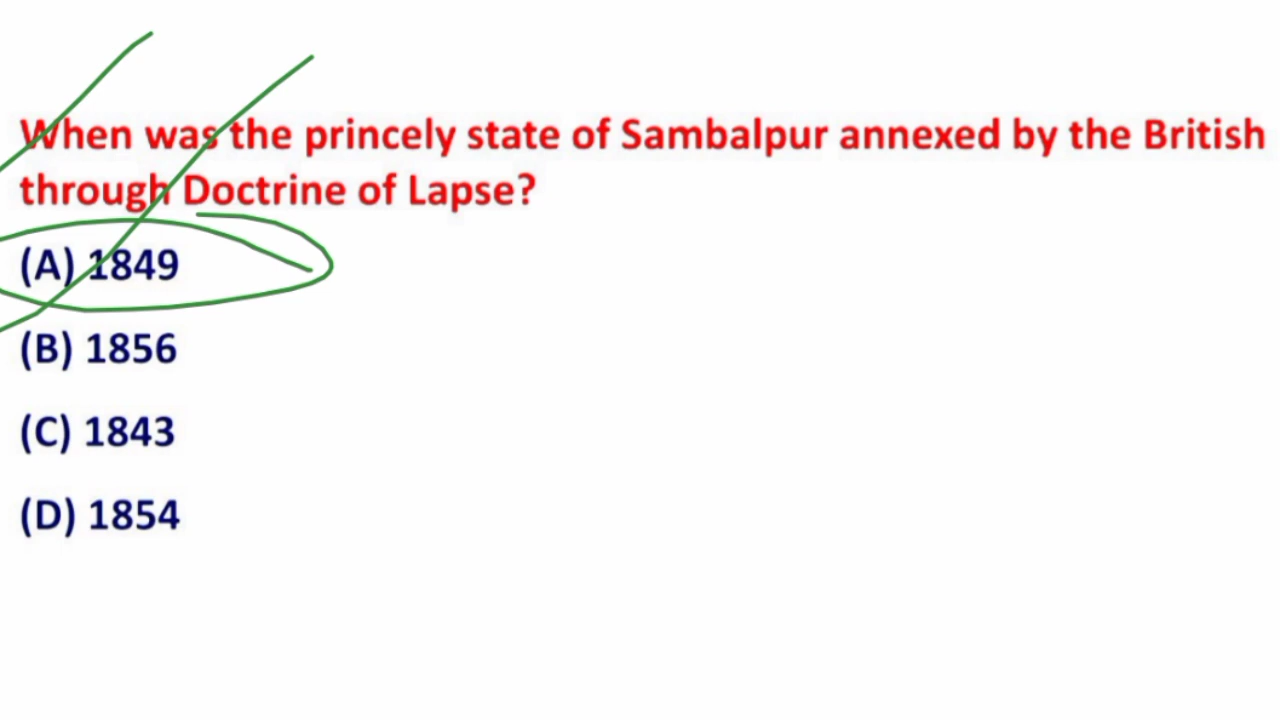 When was the princely state of Sambalpur annexed by the British
through Doctrine of Lapse?
(A) 1849
(B) 1856
(C) 1843
(D) 1854